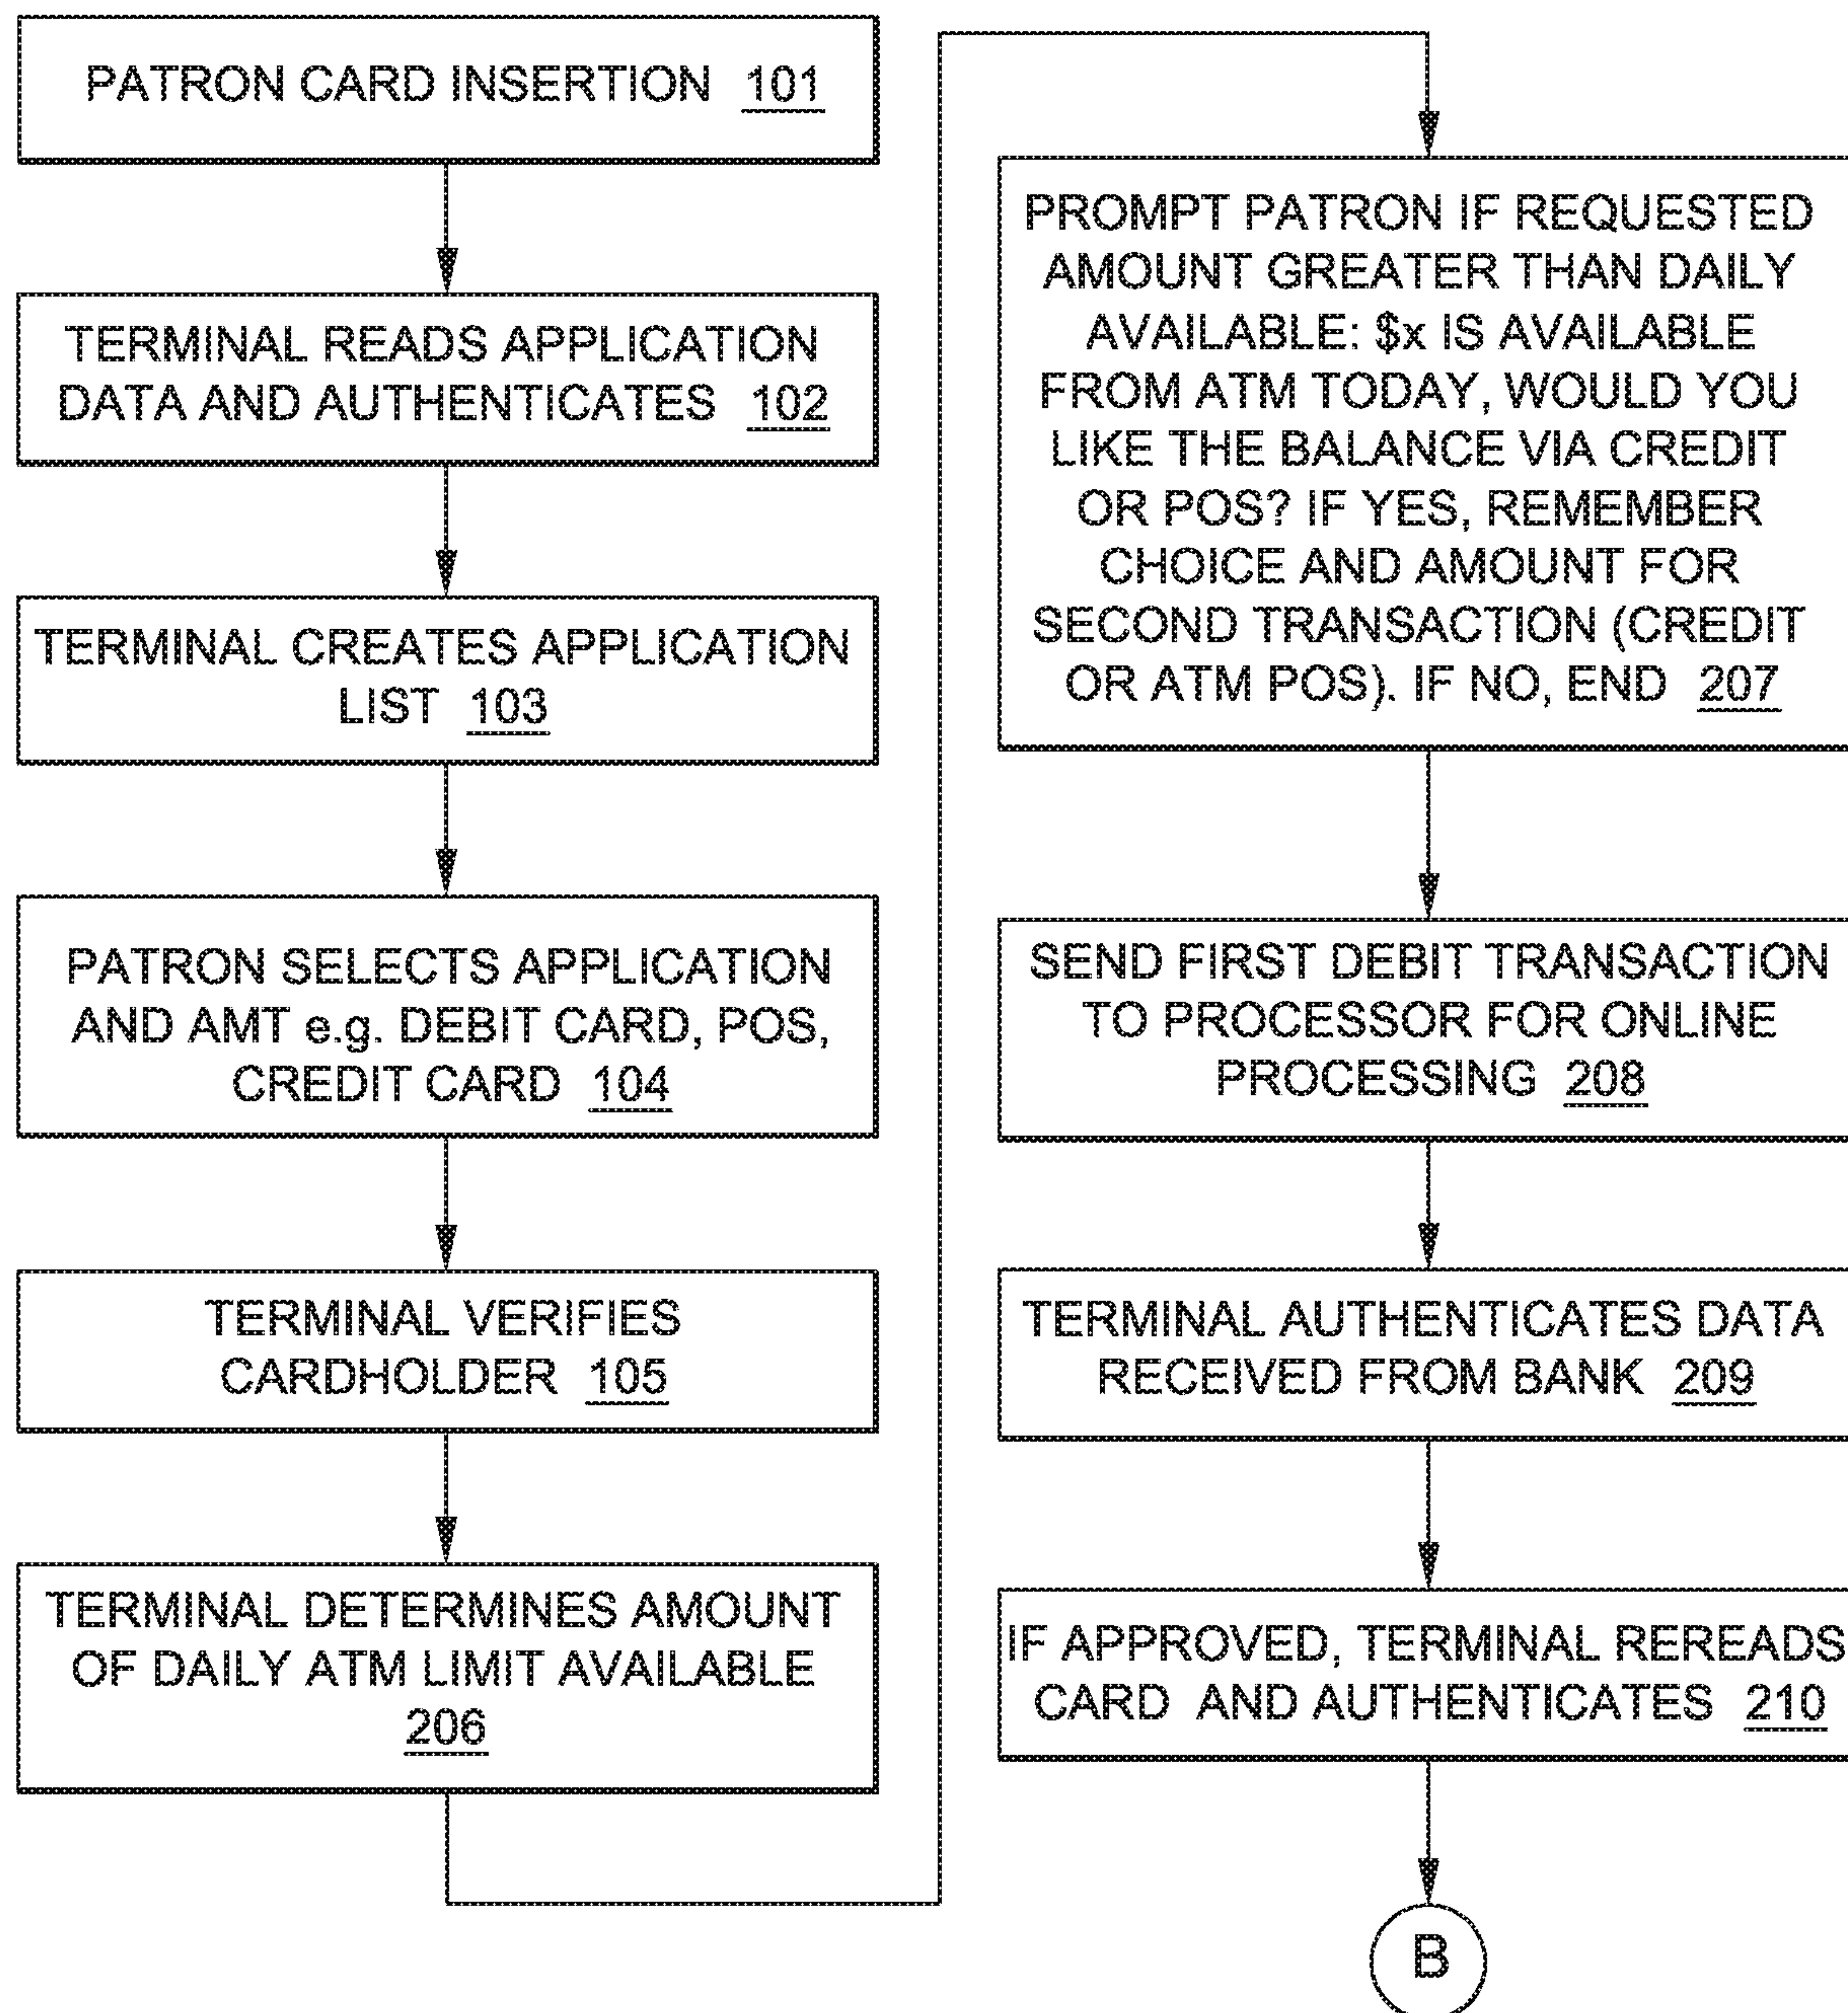 PATRON CARD INSERTION 101
TERMINAL READS APPLICATION
DATA AND AUTHENTICATES 102
TERMINAL CREATES APPLICATION
LIST 103
PATRON SELECTS APPLICATION
AND AMT e.g. DEBIT CARD, POS,
CREDIT CARD 104
TERMINAL VERIFIES
CARDHOLDER 105
TERMINAL DETERMINES AMOUNT
OF DAILY ATM LIMIT AVAILABLE
206
PROMPT PATRON IF REQUESTED
AMOUNT GREATER THAN DAILY
AVAILABLE: $x IS AVAILABLE
FROM ATM TODAY, WOULD YOU
LIKE THE BALANCE VIA CREDIT
OR POS? IF YES, REMEMBER
CHOICE AND AMOUNT FOR
SECOND TRANSACTION (CREDIT
OR ATM POS). IF NO, END 207
SEND FIRST DEBIT TRANSACTION
TO PROCESSOR FOR ONLINE
PROCESSING 208
TERMINAL AUTHENTICATES DATA
RECEIVED FROM BANK 209
IF APPROVED, TERMINAL REREADS
CARD AND AUTHENTICATES 210
B